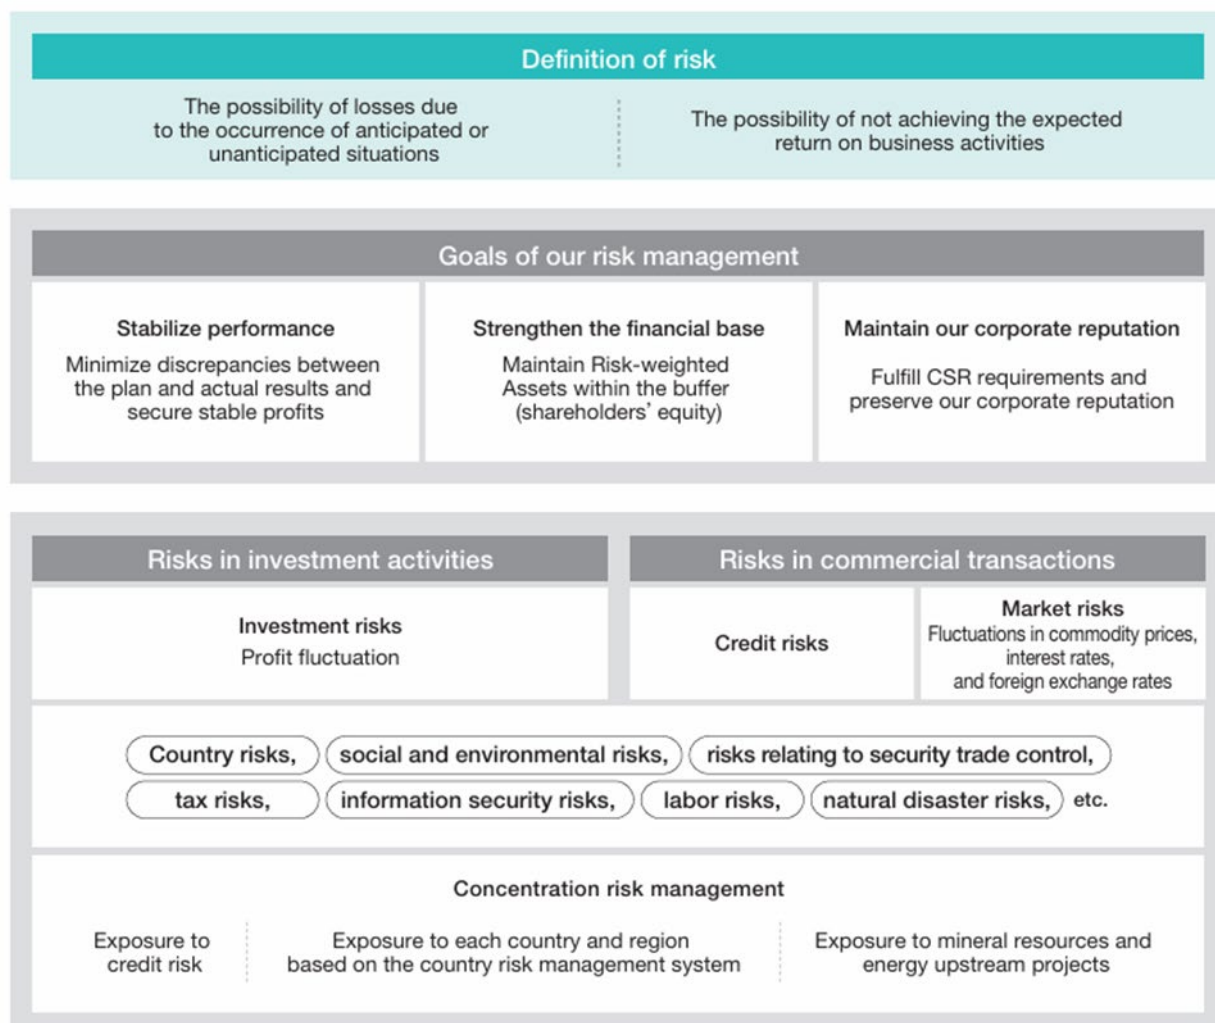 Definition of risk
The possibility of losses due
to the occurrence of anticipated or
unanticipated situations
The possibility of not achieving the expected
return on business activities
Goals of our risk management
Stabilize performance
Minimize discrepancies between
the plan and actual results and
secure stable profits
Strengthen the financial base
Maintain Risk-weighted
Assets within the buffer
(shareholders’ equity)
Maintain our corporate reputation
Fulfill CSR requirements and
preserve our corporate reputation
Risks in investment activities
Investment risks
Profit fluctuation
Risks in commercial transactions
Credit risks
Market risks
Fluctuations in commodity prices,
interest rates,
and foreign exchange rates
Country risks, social and environmental risks, risks relating to security trade control,
tax risks, information security risks, labor risks, natural disaster risks, etc.
Concentration risk management
Exposure to
credit risk
Exposure to each country and region
based on the country risk management system
Exposure to mineral resources and
energy upstream projects